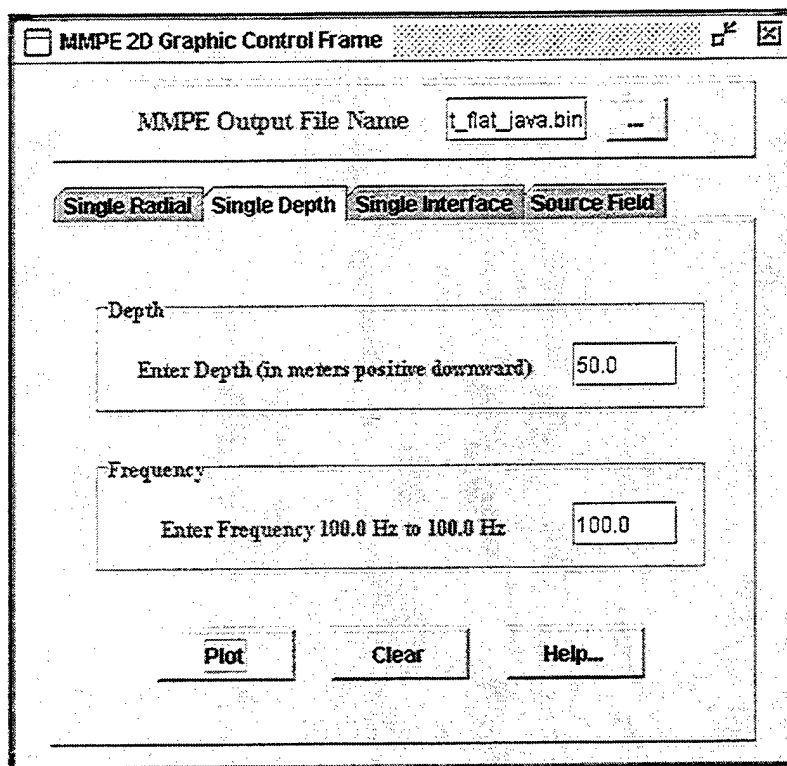 MMPE 2D Graphic Control Frame
MMPE Output File Name t_flat_java.bin ...
Single Radial Single Depth Single Interface Source Field
Depth
Enter Depth (in meters positive downward) 50.0
Frequency
Enter Frequency 100.0 Hz to 100.0 Hz 100.0
Plot Clear Help...